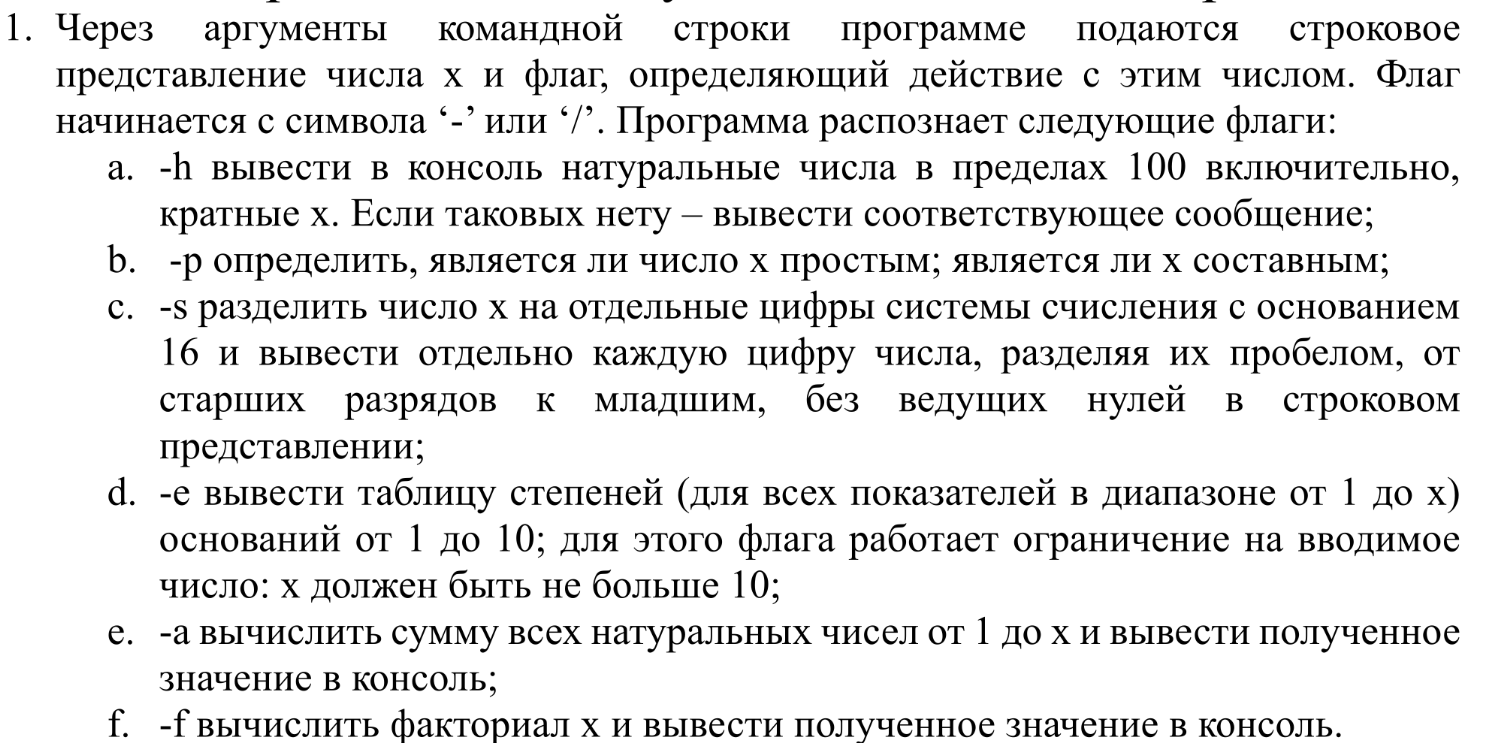 1. Через аргументы командной строки программе подаются строковое
представление числа x и флаг, определяющий действие с этим числом. Флаг
начинается с символа ‘-’ или ‘/’. Программа распознает следующие флаги:
a. -h вывести в консоль натуральные числа в пределах 100 включительно,
кратные x. Если таковых нету – вывести соответствующее сообщение;
b. -p определить, является ли число x простым; является ли x составным;
c. -s разделить число x на отдельные цифры системы счисления с основанием
16 и вывести отдельно каждую цифру числа, разделяя их пробелом, от
старших разрядов к младшим, без ведущих нулей в строковом
представлении;
d. -e вывести таблицу степеней (для всех показателей в диапазоне от 1 до x)
оснований от 1 до 10; для этого флага работает ограничение на вводимое
число: x должен быть не больше 10;
e. -a вычислить сумму всех натуральных чисел от 1 до x и вывести полученное
значение в консоль;
f. -f вычислить факториал x и вывести полученное значение в консоль.